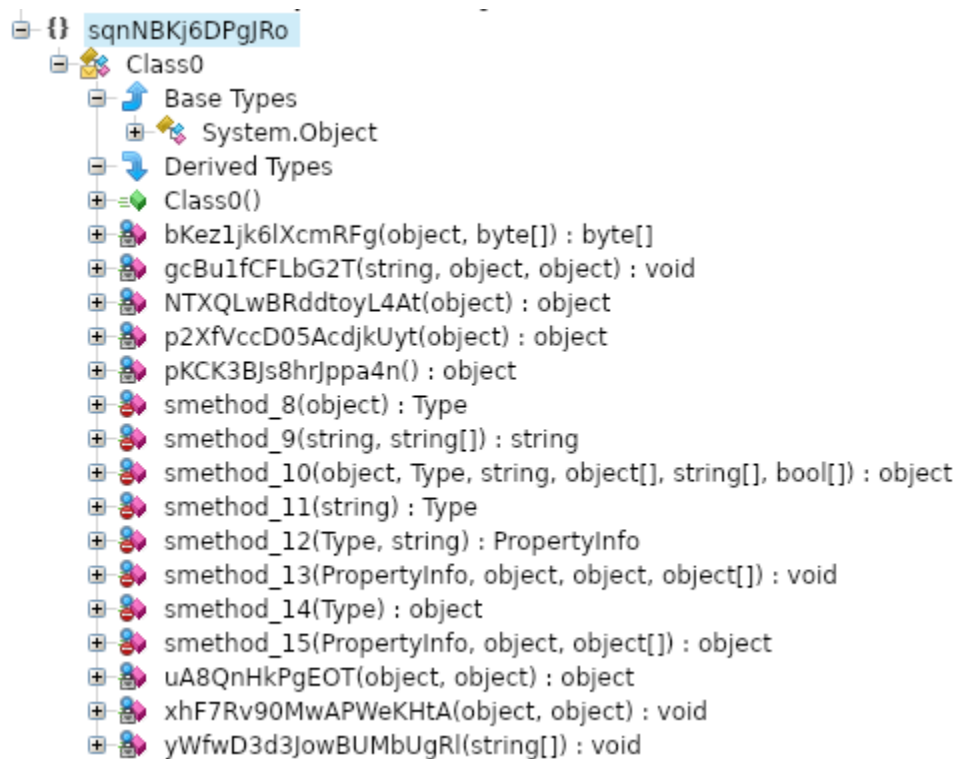 {} sqnNBKj6DPgJRo
Class0
Base Types
System.Object
Derived Types
Class0()
bKez1jk6lXcmRFg(object, byte[]) : byte[]
gcBu1fCFLbG2T(string, object, object) : void
NTXQLwBRddtoyL4At(object) : object
p2XfVccD05AcdjkUyt(object) : object
pKCK3BJs8hrJppa4n() : object
smethod_8(object) : Type
smethod_9(string, string[]) : string
smethod_10(object, Type, string, object[], string[], bool[]) : object
smethod_11(string) : Type
smethod_12(Type, string) : PropertyInfo
smethod_13(PropertyInfo, object, object, object[]) : void
smethod_14(Type) : object
smethod_15(PropertyInfo, object, object[]) : object
uA8QnHkPgEOT(object, object) : object
xhF7Rv90MwAPWeKHtA(object, object) : void
yWfwD3d3JowBUMbUgRl(string[]) : void